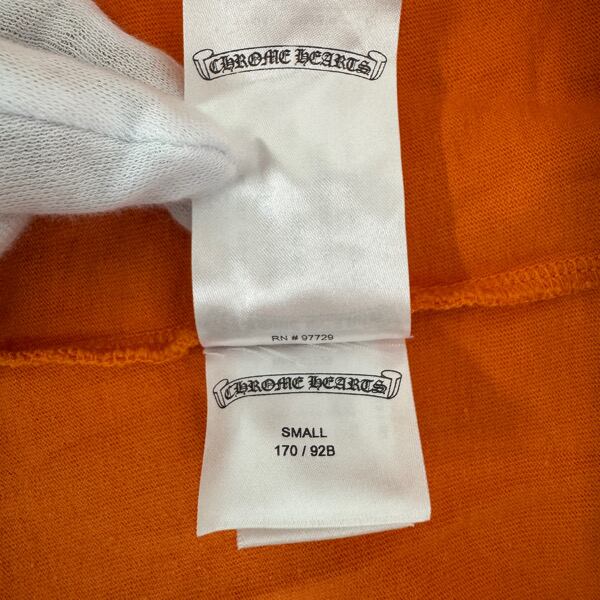 CHROME HEARTS
RN # 97729
CHROME HEARTS
SMALL
170 / 92B